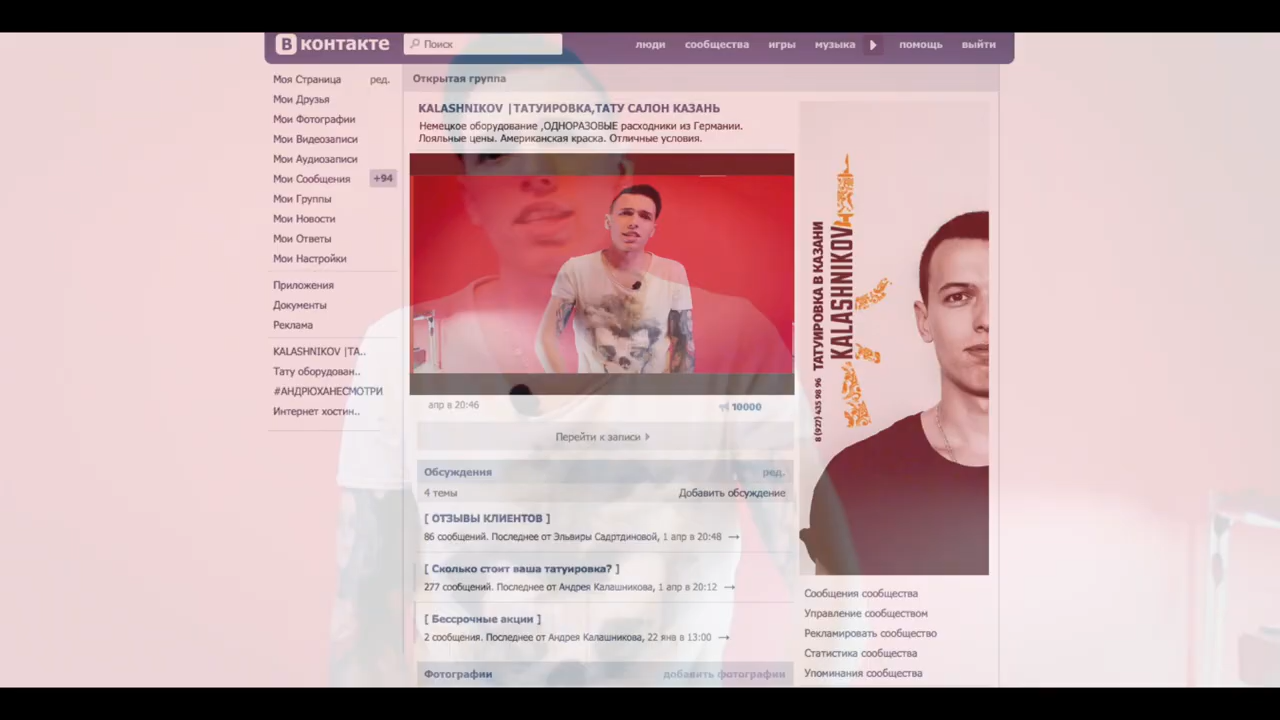 В контакте
Поиск
люди
сообщества
игры
музыка
помощь
выйти
Моя Страница
ред.
Мои Друзья
Мои Фотографии
Мои Видеозаписи
Мои Аудиозаписи
Мои Сообщения
+94
Мои Группы
Мои Новости
Мои Ответы
Мои Настройки
Приложения
Документы
Реклама
KALASHNIKOV |ТА..
Тату оборудован..
#АНДРЮХАНЕСМОТРИ
Интернет хостин..
Открытая группа
KALASHNIKOV |ТАТУИРОВКА,ТАТУ САЛОН КАЗАНЬ
Немецкое оборудование ,ОДНОРАЗОВЫЕ расходники из Германии.
Лояльные цены. Американская краска. Отличные условия.
апр в 20:46
10000
Перейти к записи
Обсуждения
ред.
4 темы
Добавить обсуждение
[ ОТЗЫВЫ КЛИЕНТОВ ]
86 сообщений. Последнее от Эльвиры Садртдиновой, 1 апр в 20:48 →
[ Сколько стоит ваша татуировка? ]
277 сообщений. Последнее от Андрея Калашникова, 1 апр в 20:12 →
[ Бессрочные акции ]
2 сообщения. Последнее от Андрея Калашникова, 22 янв в 13:00 →
Фотографии
добавить фотографии
8 (927) 435 98 96
ТАТУИРОВКА В КАЗАНИ
KALASHNIKOV
Сообщения сообщества
Управление сообществом
Рекламировать сообщество
Статистика сообщества
Упоминания сообщества